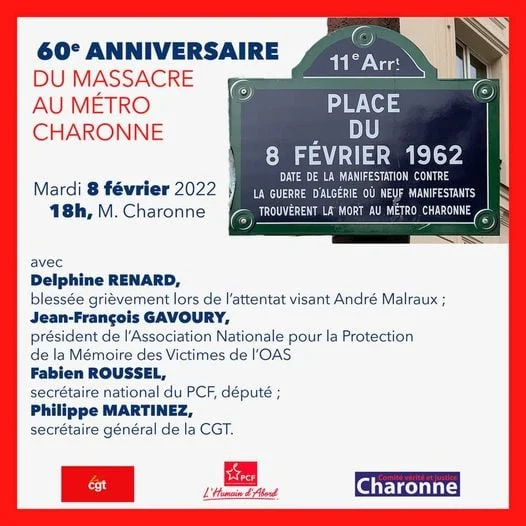 60e ANNIVERSAIRE
DU MASSACRE
AU MÉTRO
CHARONNE
Mardi 8 février 2022
18h, M. Charonne
11e Arrt
PLACE
DU
8 FÉVRIER 1962
DATE DE LA MANIFESTATION CONTRE
LA GUERRE D'ALGÉRIE OÙ NEUF MANIFESTANTS
TROUVÈRENT LA MORT AU MÉTRO CHARONNE
avec
Delphine RENARD,
blessée grièvement lors de l'attentat visant André Malraux ;
Jean-François GAVOURY,
président de l'Association Nationale pour la Protection
de la Mémoire des Victimes de l'OAS
Fabien ROUSSEL,
secrétaire national du PCF, député ;
Philippe MARTINEZ,
secrétaire général de la CGT.
la cgt
PCF
L'Humain d'Abord
Comité vérité et justice
Charonne